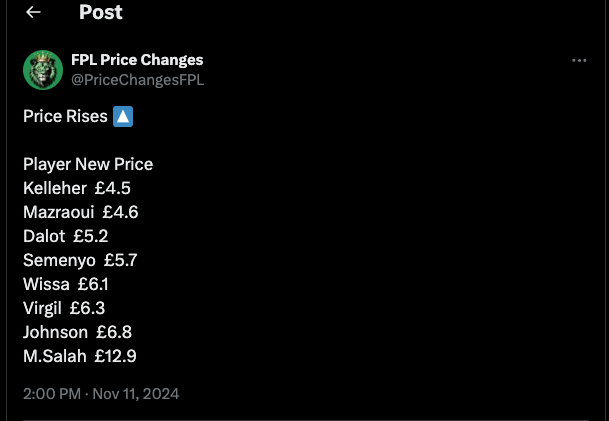 Post
FPL Price Changes
@PriceChangesFPL
Price Rises
Player New Price
Kelleher £4.5
Mazraoui £4.6
Dalot £5.2
Semenyo £5.7
Wissa £6.1
Virgil £6.3
Johnson £6.8
M.Salah £12.9
2:00 PM · Nov 11, 2024